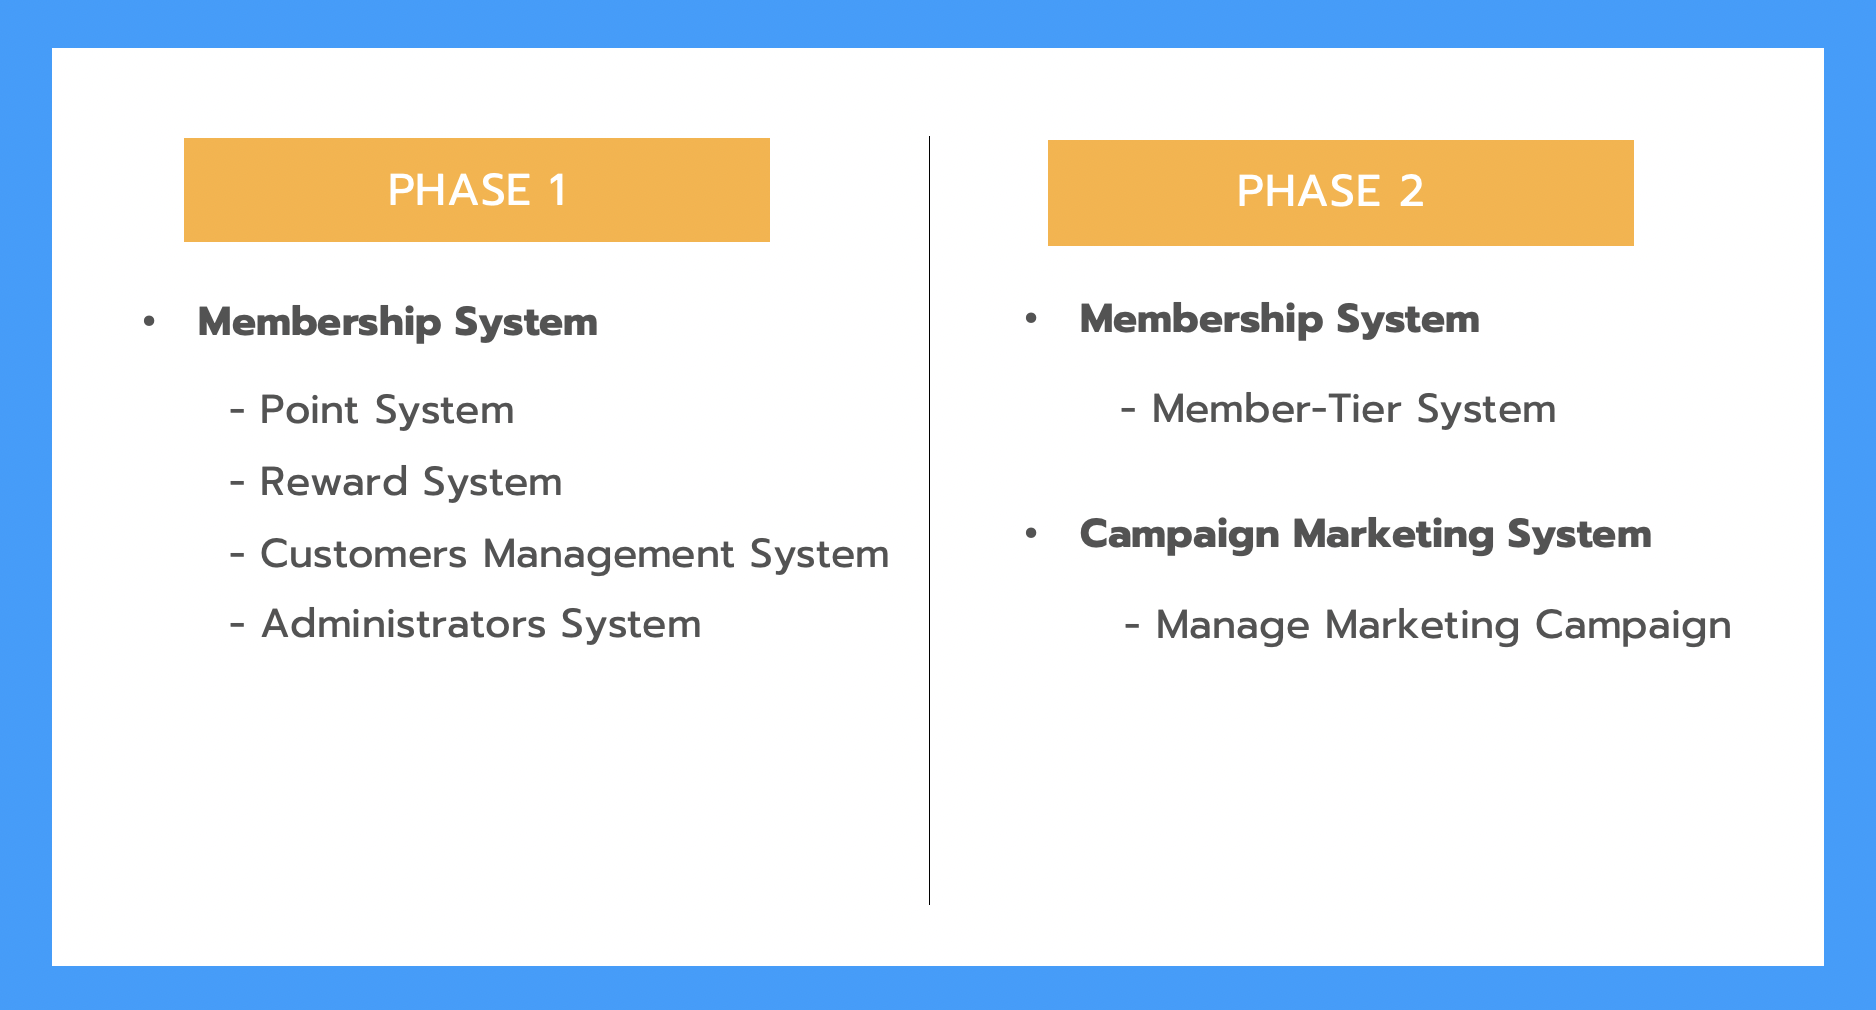 PHASE 1
• Membership System
- Point System
- Reward System
- Customers Management System
- Administrators System
PHASE 2
• Membership System
- Member-Tier System
• Campaign Marketing System
- Manage Marketing Campaign